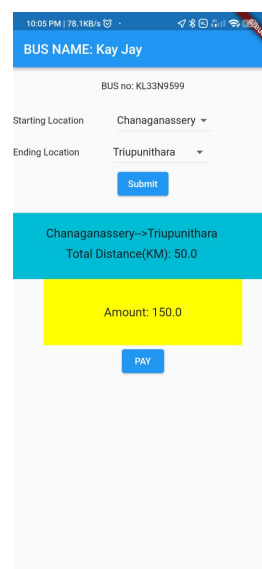 10:05 PM | 78.1KB/s
BUS NAME: Kay Jay
BUS no: KL33N9599
Starting Location Chanaganassery
Ending Location Triupunithara
Submit
Chanaganassery-->Triupunithara
Total Distance(KM): 50.0
Amount: 150.0
PAY